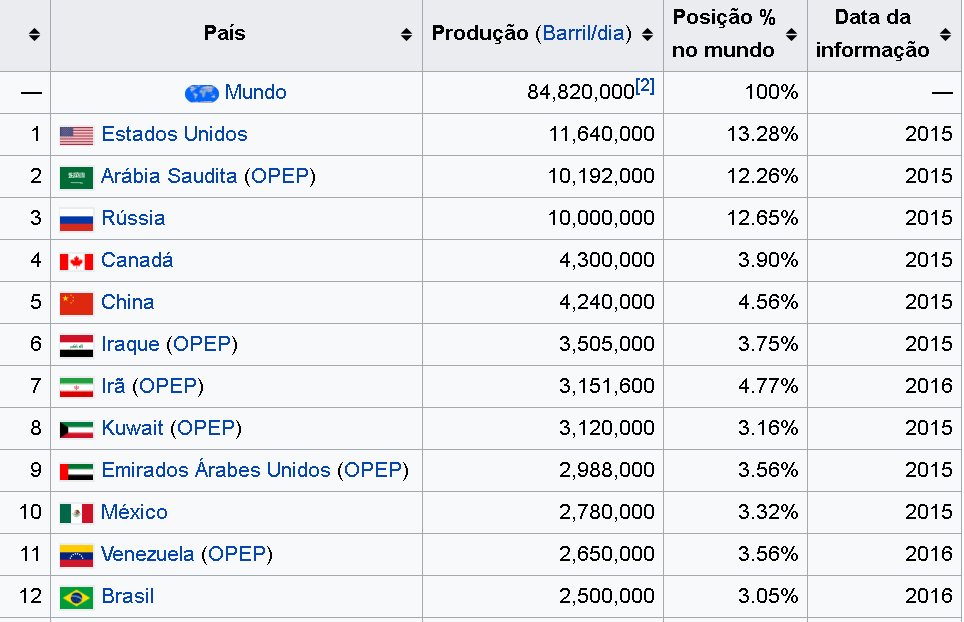 País Produção (Barril/dia) Posição % no mundo Data da informação
— Mundo 84,820,000[2] 100% —
1 Estados Unidos 11,640,000 13.28% 2015
2 Arábia Saudita (OPEP) 10,192,000 12.26% 2015
3 Rússia 10,000,000 12.65% 2015
4 Canadá 4,300,000 3.90% 2015
5 China 4,240,000 4.56% 2015
6 Iraque (OPEP) 3,505,000 3.75% 2015
7 Irã (OPEP) 3,151,600 4.77% 2016
8 Kuwait (OPEP) 3,120,000 3.16% 2015
9 Emirados Árabes Unidos (OPEP) 2,988,000 3.56% 2015
10 México 2,780,000 3.32% 2015
11 Venezuela (OPEP) 2,650,000 3.56% 2016
12 Brasil 2,500,000 3.05% 2016